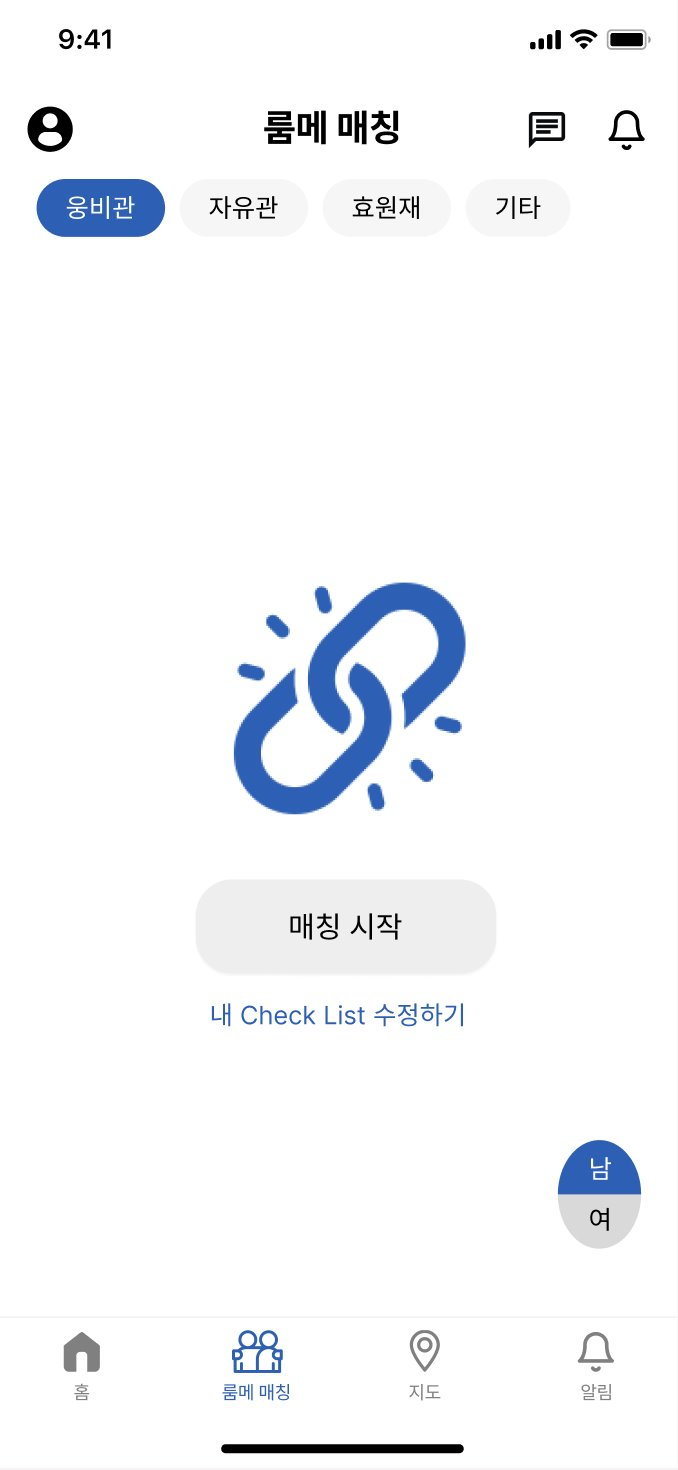 9:41
룸메 매칭
웅비관 자유관 효원재 기타
매칭 시작
내 Check List 수정하기
남
여
홈 룸메 매칭 지도 알림